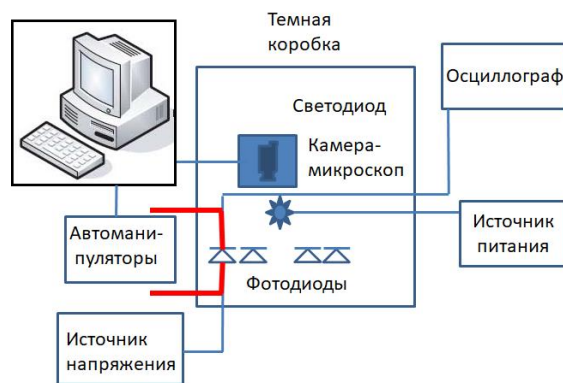 Темная
коробка
Осциллограф
Светодиод
Камера-
микроскоп
Автомани-
пуляторы
Источник
питания
Фотодиоды
Источник
напряжения